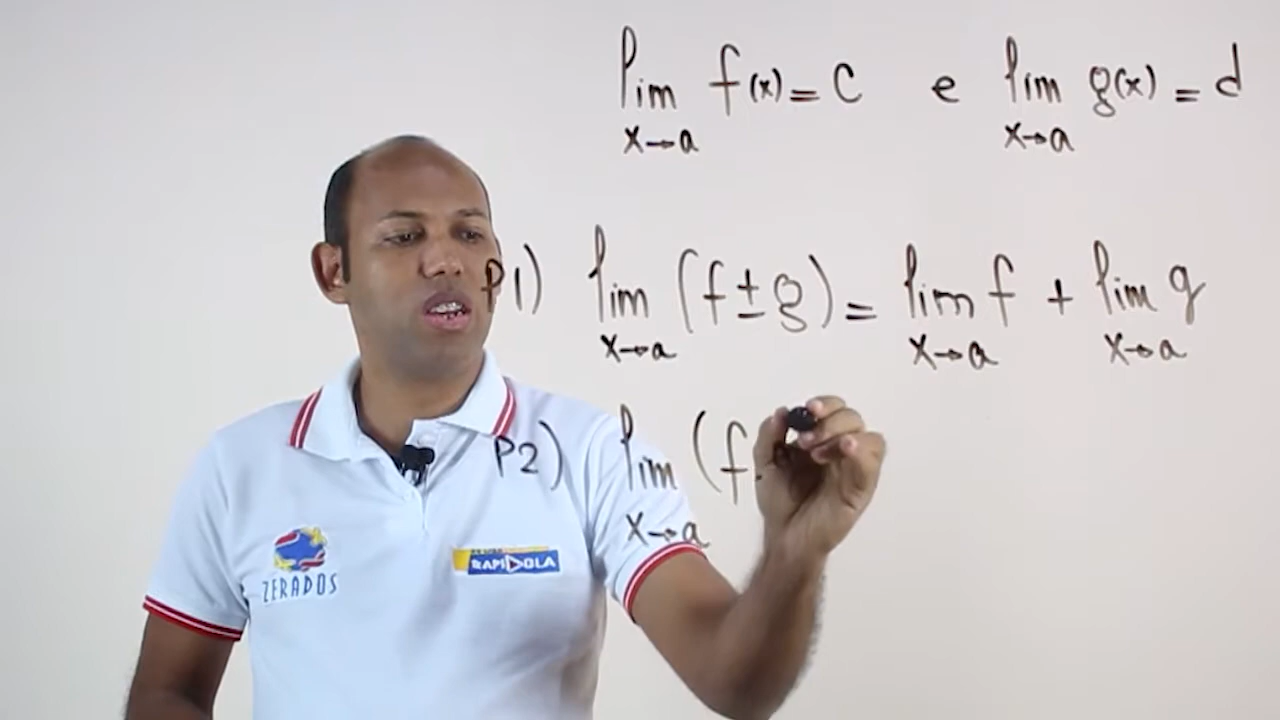 lim f(x) = c e lim g(x) = d
x→a x→a
P1) lim (f ± g) = lim f + lim g
x→a x→a x→a
P2) lim (f.
x→a
ZERADOS
RAPIDOLA